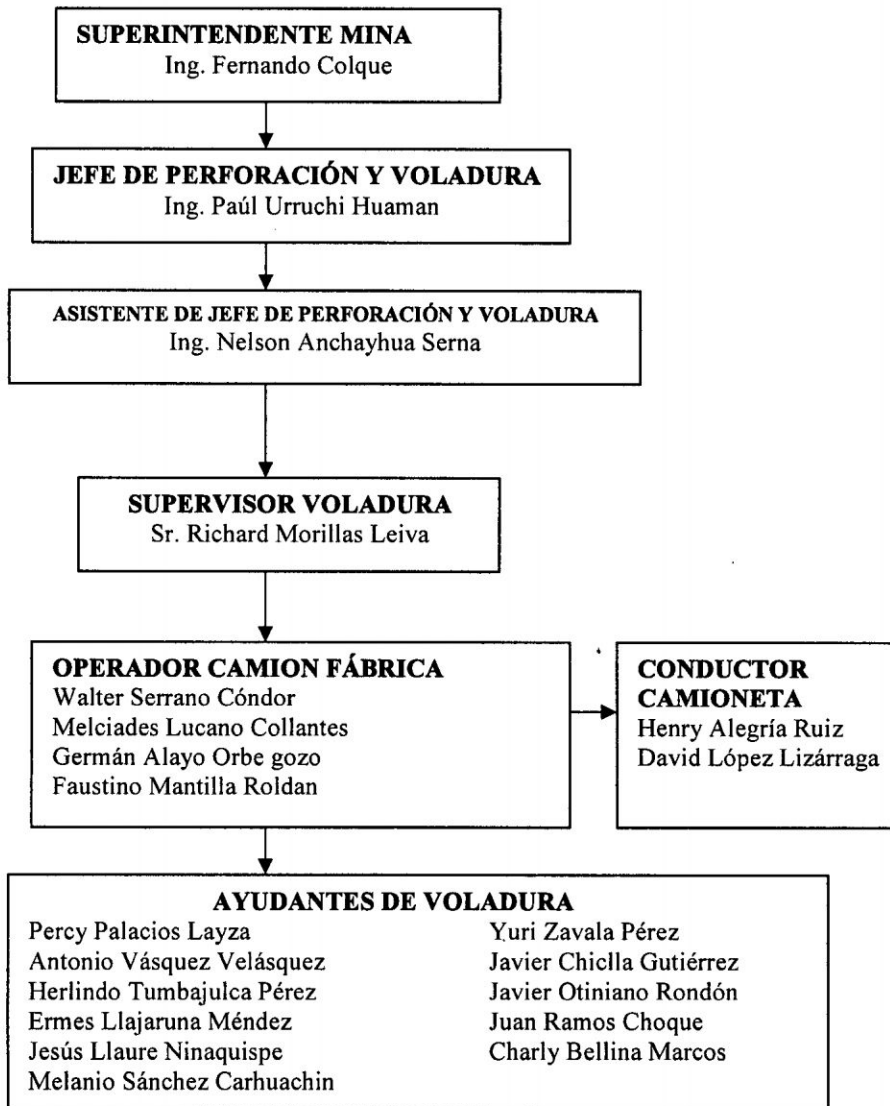 SUPERINTENDENTE MINA
Ing. Fernando Colque
JEFE DE PERFORACIÓN Y VOLADURA
Ing. Paúl Urruchi Huaman
ASISTENTE DE JEFE DE PERFORACIÓN Y VOLADURA
Ing. Nelson Anchayhua Serna
SUPERVISOR VOLADURA
Sr. Richard Morillas Leiva
OPERADOR CAMION FÁBRICA
Walter Serrano Cóndor
Melciades Lucano Collantes
Germán Alayo Orbe gozo
Faustino Mantilla Roldan
CONDUCTOR
CAMIONETA
Henry Alegría Ruiz
David López Lizárraga
AYUDANTES DE VOLADURA
Percy Palacios Layza
Antonio Vásquez Velásquez
Herlindo Tumbajulca Pérez
Ermes Llajaruna Méndez
Jesús Llaure Ninaquispe
Melanio Sánchez Carhuachin
Yuri Zavala Pérez
Javier Chiclla Gutiérrez
Javier Otiniano Rondón
Juan Ramos Choque
Charly Bellina Marcos